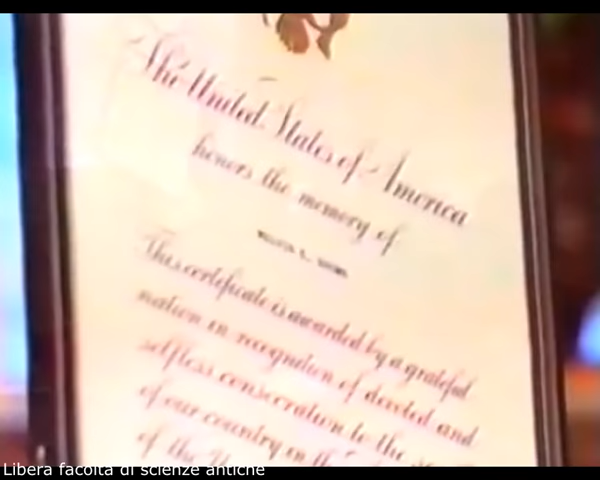 The United States of America
honors the memory of
This certificate is awarded by a grateful
nation in recognition of devoted and
selfless consecration to the
of our country in the
of the
Libera facoltà di scienze antiche